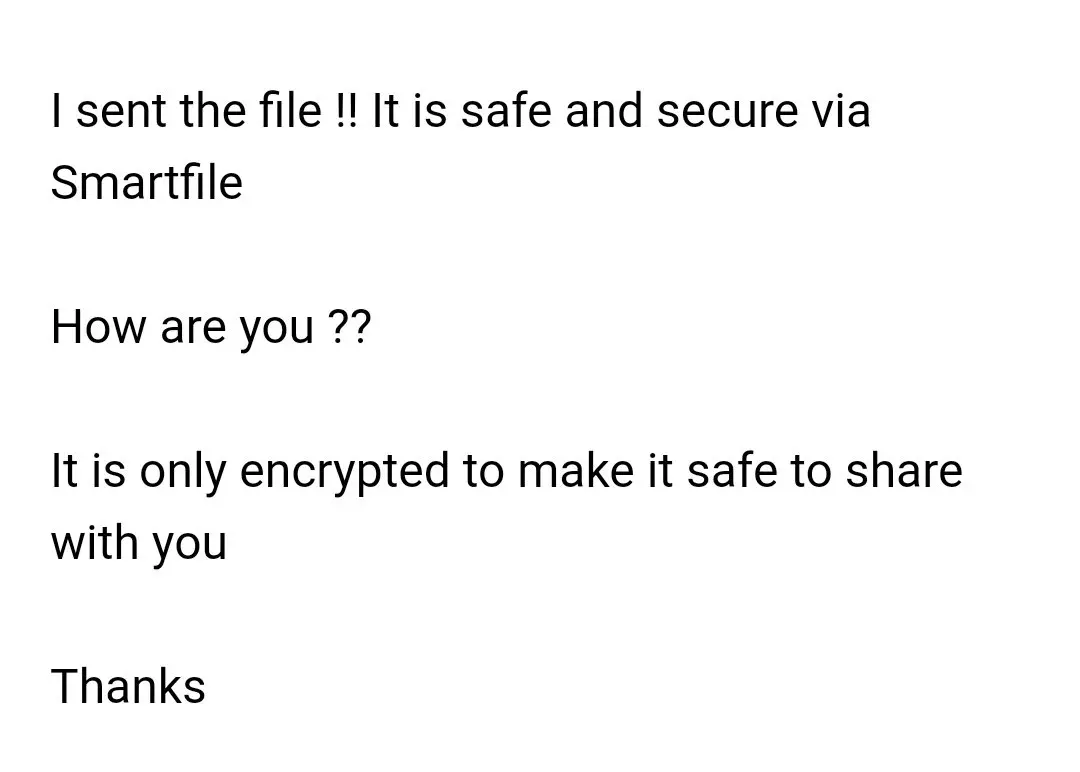 I sent the file !! It is safe and secure via
Smartfile
How are you ??
It is only encrypted to make it safe to share
with you
Thanks